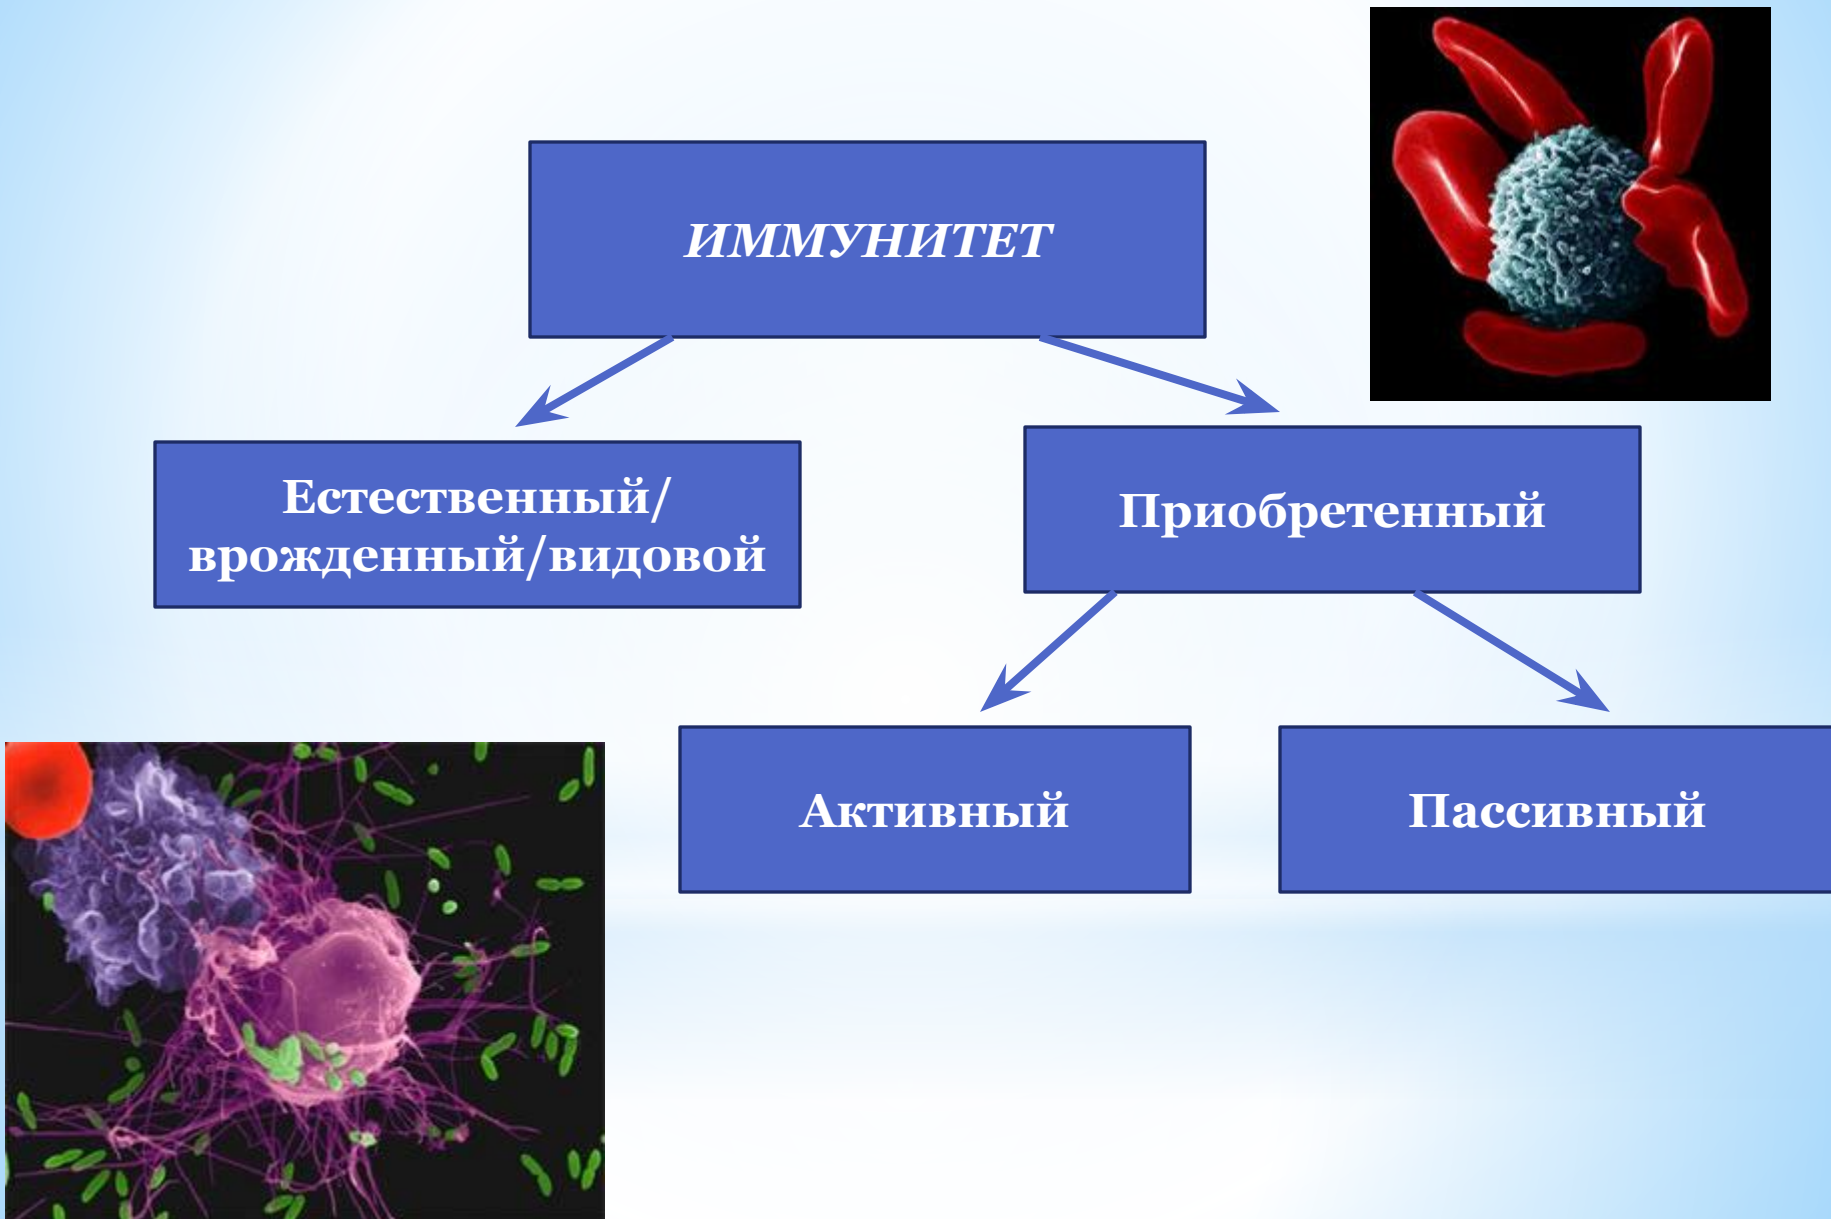 ИММУНИТЕТ
Естественный/
врожденный/видовой
Приобретенный
Активный
Пассивный